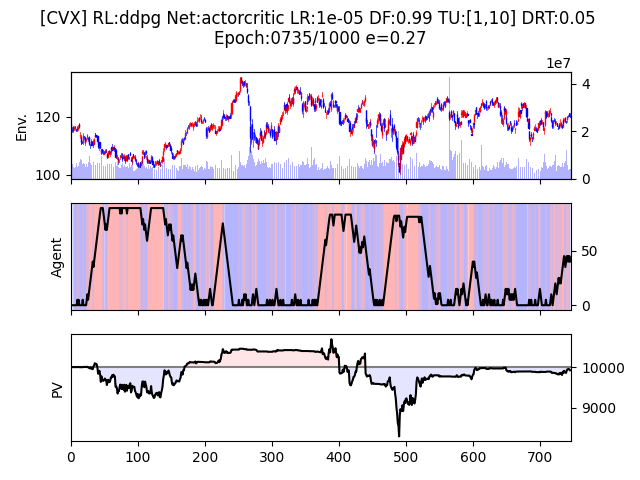 [CVX] RL:ddpg Net:actorcritic LR:1e-05 DF:0.99 TU:[1,10] DRT:0.05
Epoch:0735/1000 e=0.27
1e7
Env.
120
100
4
2
0
Agent
50
0
PV
10000
9000
0
100
200
300
400
500
600
700